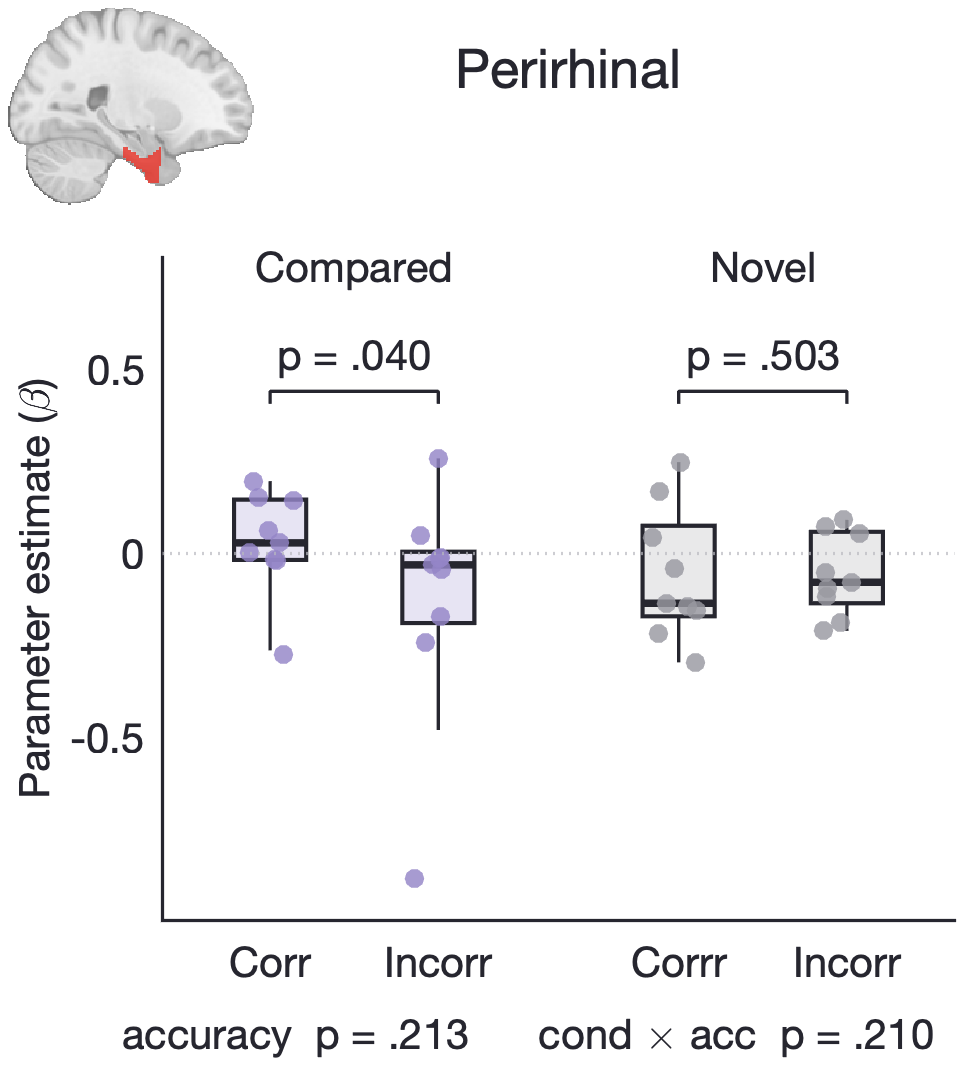 Perirhinal
Compared Novel
p = .040 p = .503
0.5
0
-0.5
Parameter estimate (β)
Corr Incorr Corrr Incorr
accuracy p = .213 cond × acc p = .210